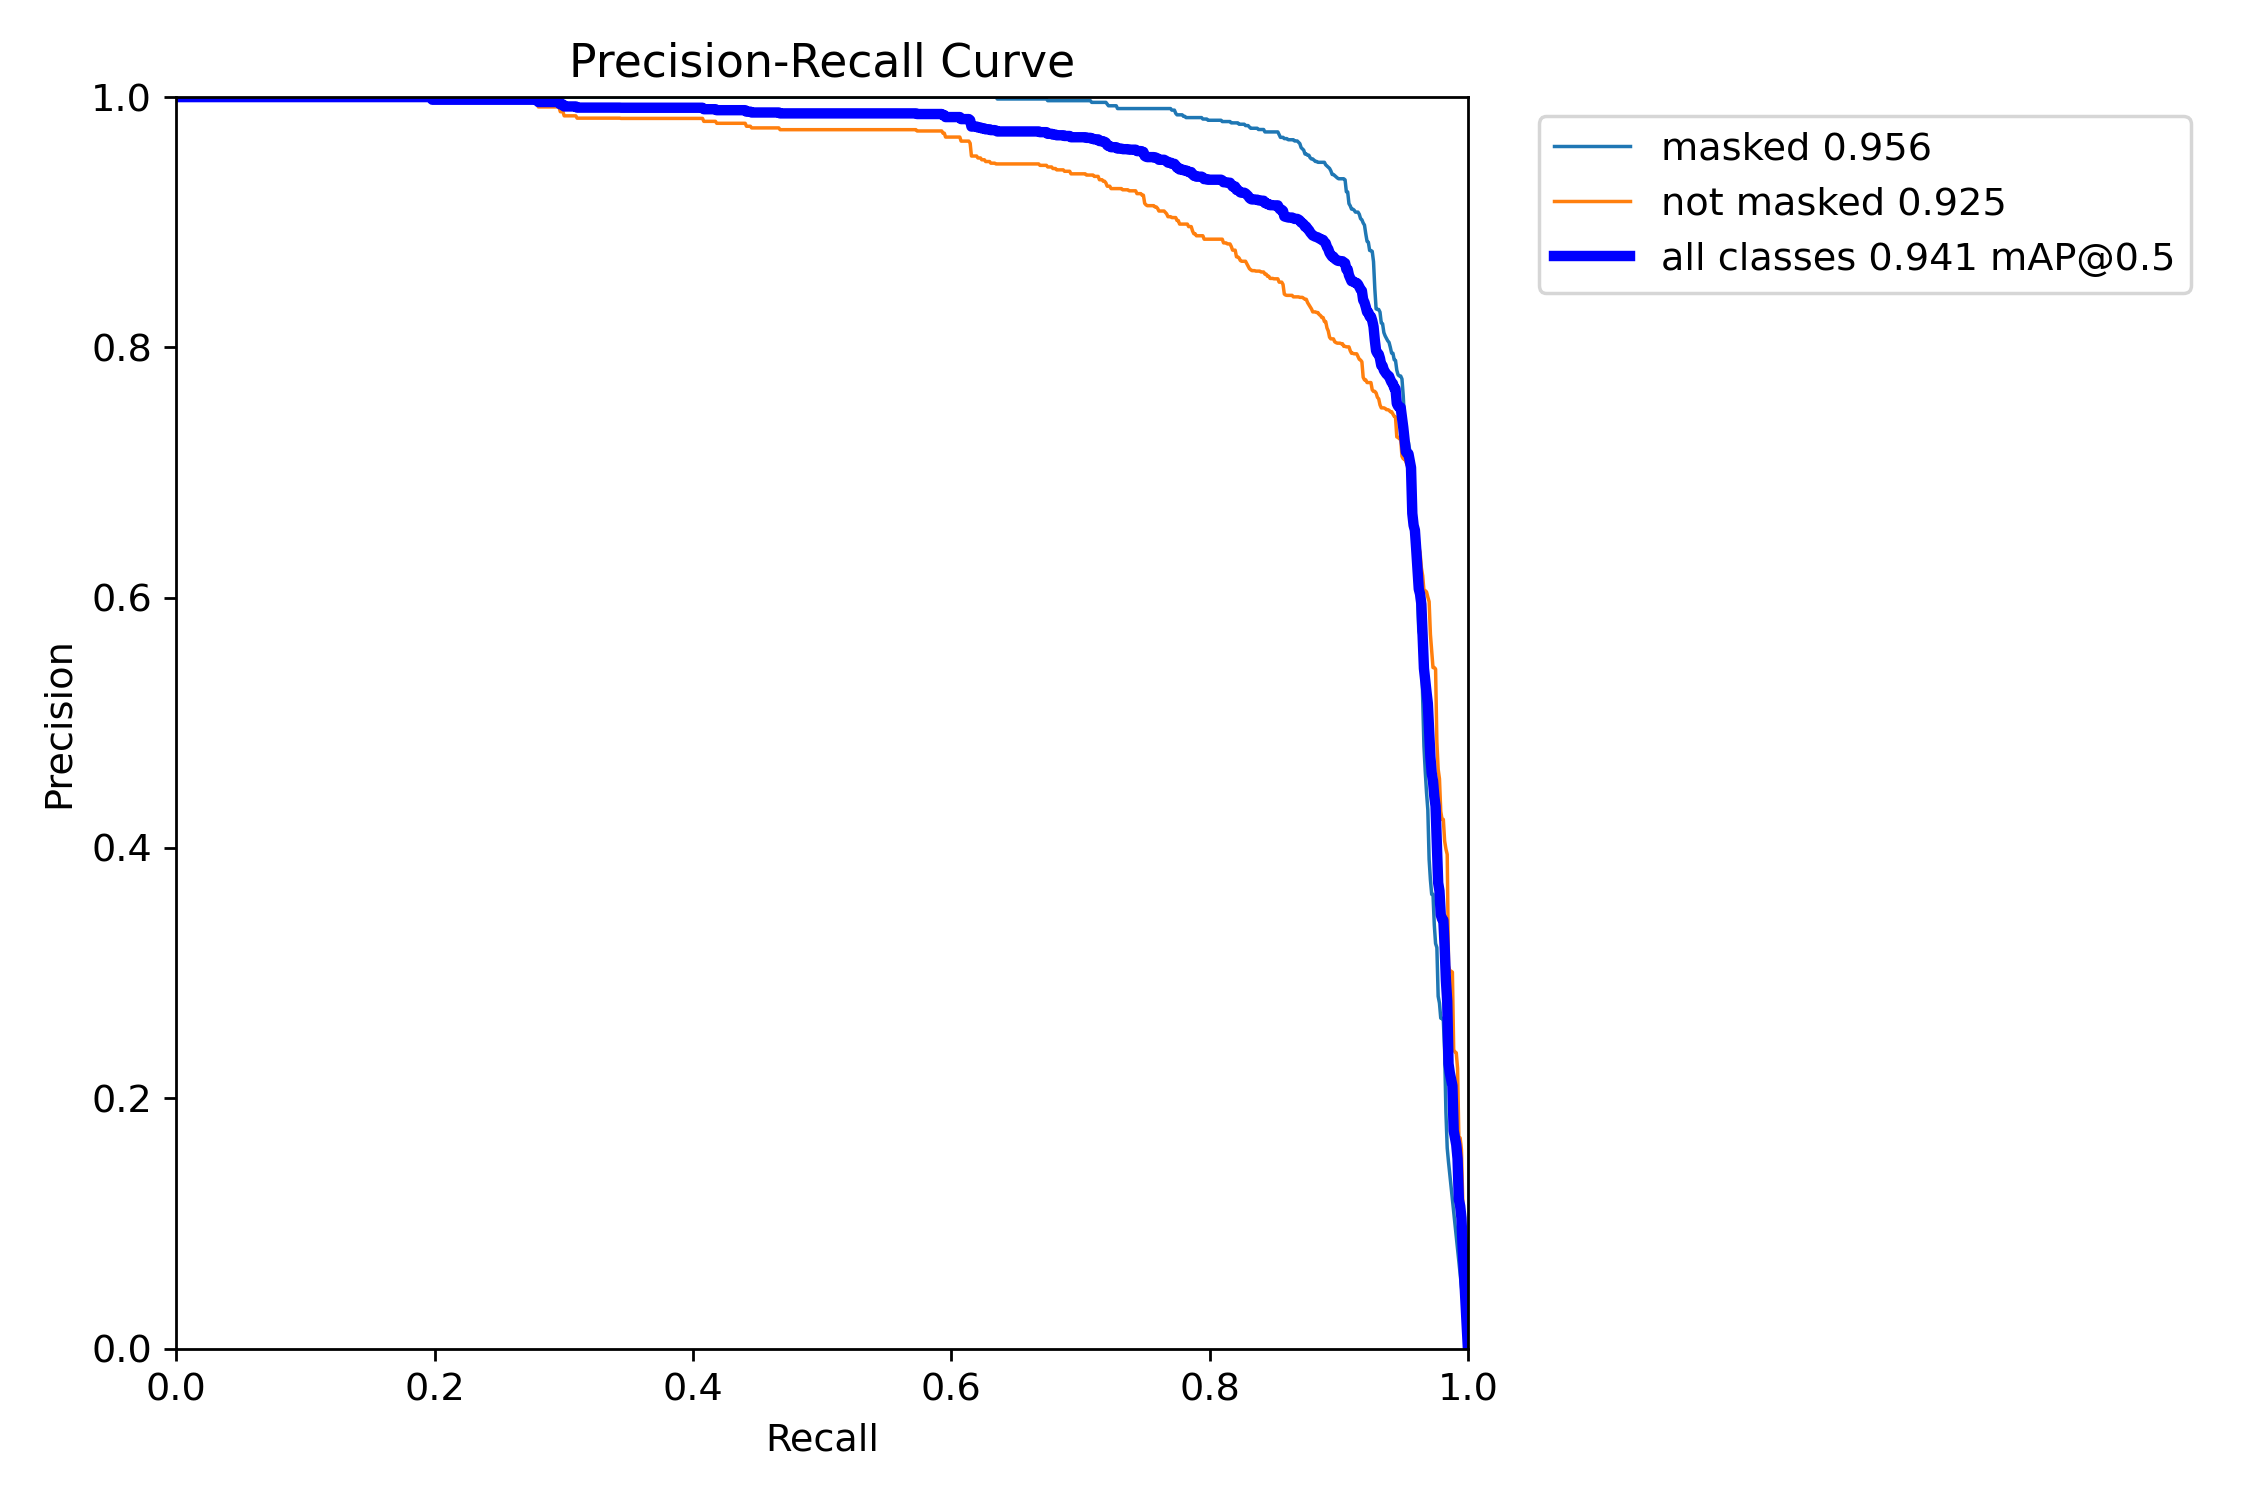 Precision-Recall Curve
masked 0.956
not masked 0.925
all classes 0.941 mAP@0.5
Precision
1.0
0.8
0.6
0.4
0.2
0.0
0.0 0.2 0.4 0.6 0.8 1.0
Recall